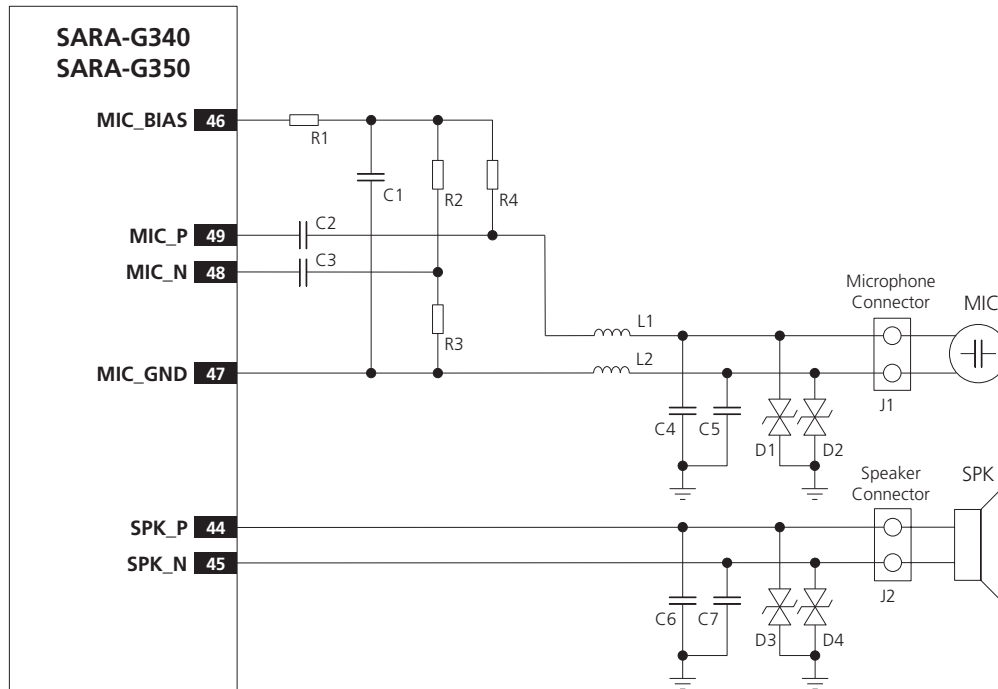 SARA-G340
SARA-G350
MIC_BIAS 46
R1
C1
R2
R4
MIC_P 49
C2
MIC_N 48
C3
R3
MIC_GND 47
Microphone
Connector
MIC
L1
L2
J1
C4
C5
D1
D2
Speaker
Connector
SPK
SPK_P 44
SPK_N 45
J2
C6
C7
D3
D4